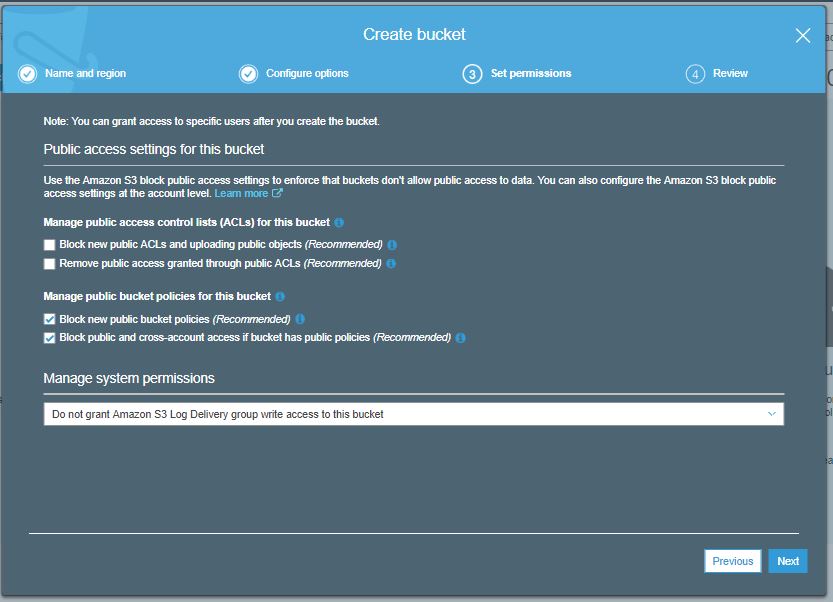 Create bucket
Name and region
Configure options
3 Set permissions
4 Review
Note: You can grant access to specific users after you create the bucket.
Public access settings for this bucket
Use the Amazon S3 block public access settings to enforce that buckets don't allow public access to data. You can also configure the Amazon S3 block public
access settings at the account level. Learn more
Manage public access control lists (ACLs) for this bucket
Block new public ACLs and uploading public objects (Recommended)
Remove public access granted through public ACLs (Recommended)
Manage public bucket policies for this bucket
Block new public bucket policies (Recommended)
Block public and cross-account access if bucket has public policies (Recommended)
Manage system permissions
Do not grant Amazon S3 Log Delivery group write access to this bucket
Previous
Next